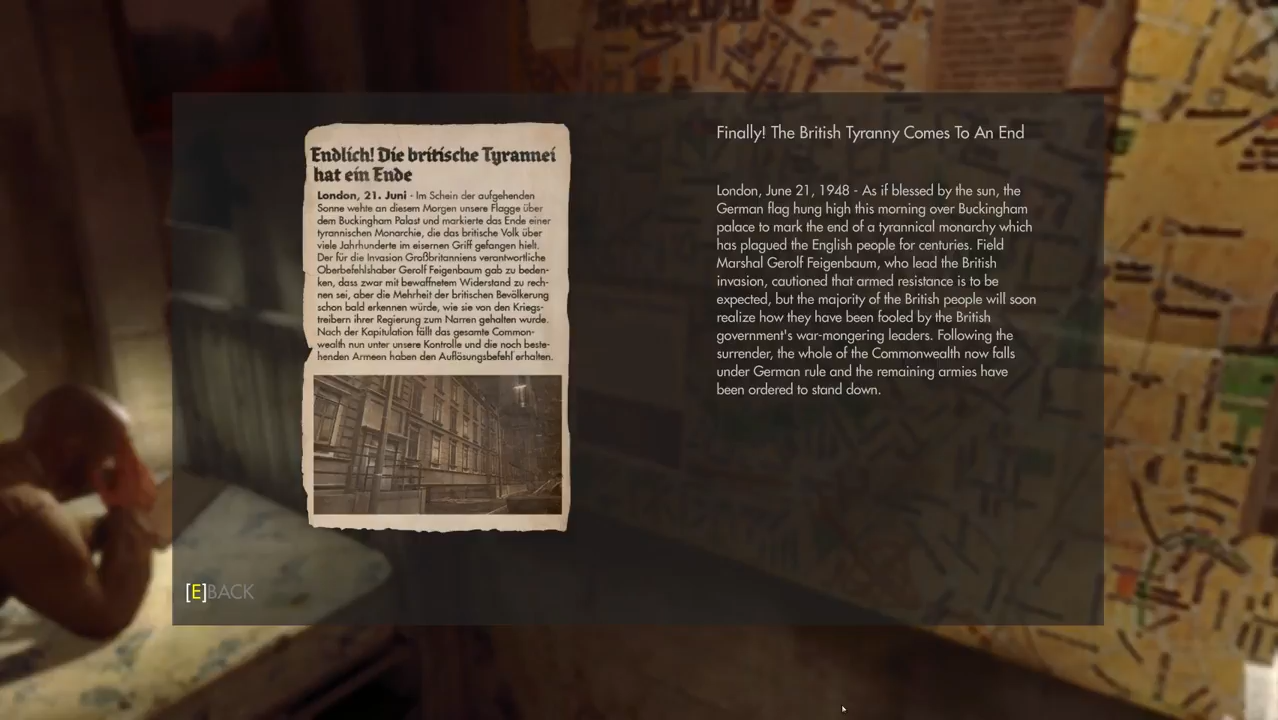 Endlich! Die britische Tyrannei
hat ein Ende
London, 21. Juni - Im Schein der aufgehenden
Sonne wehte an diesem Morgen unsere Flagge über
dem Buckingham Palast und markierte das Ende einer
tyrannischen Monarchie, die das britische Volk über
viele Jahrhunderte im eisernen Griff gefangen hielt.
Der für die Invasion Großbritanniens verantwortliche
Oberbefehlshaber Gerolf Feigenbaum gab zu beden-
ken, dass zwar mit bewaffnetem Widerstand zu rech-
nen sei, aber die Mehrheit der britischen Bevölkerung
schon bald erkennen würde, wie sie von den Kriegs-
treibern ihrer Regierung zum Narren gehalten wurde.
Nach der Kapitulation fällt das gesamte Common-
wealth nun unter unsere Kontrolle und die noch beste-
henden Armeen haben den Auflösungsbefehl erhalten.
Finally! The British Tyranny Comes To An End
London, June 21, 1948 - As if blessed by the sun, the
German flag hung high this morning over Buckingham
palace to mark the end of a tyrannical monarchy which
has plagued the English people for centuries. Field
Marshal Gerolf Feigenbaum, who lead the British
invasion, cautioned that armed resistance is to be
expected, but the majority of the British people will soon
realize how they have been fooled by the British
government's war-mongering leaders. Following the
surrender, the whole of the Commonwealth now falls
under German rule and the remaining armies have
been ordered to stand down.
[E]BACK